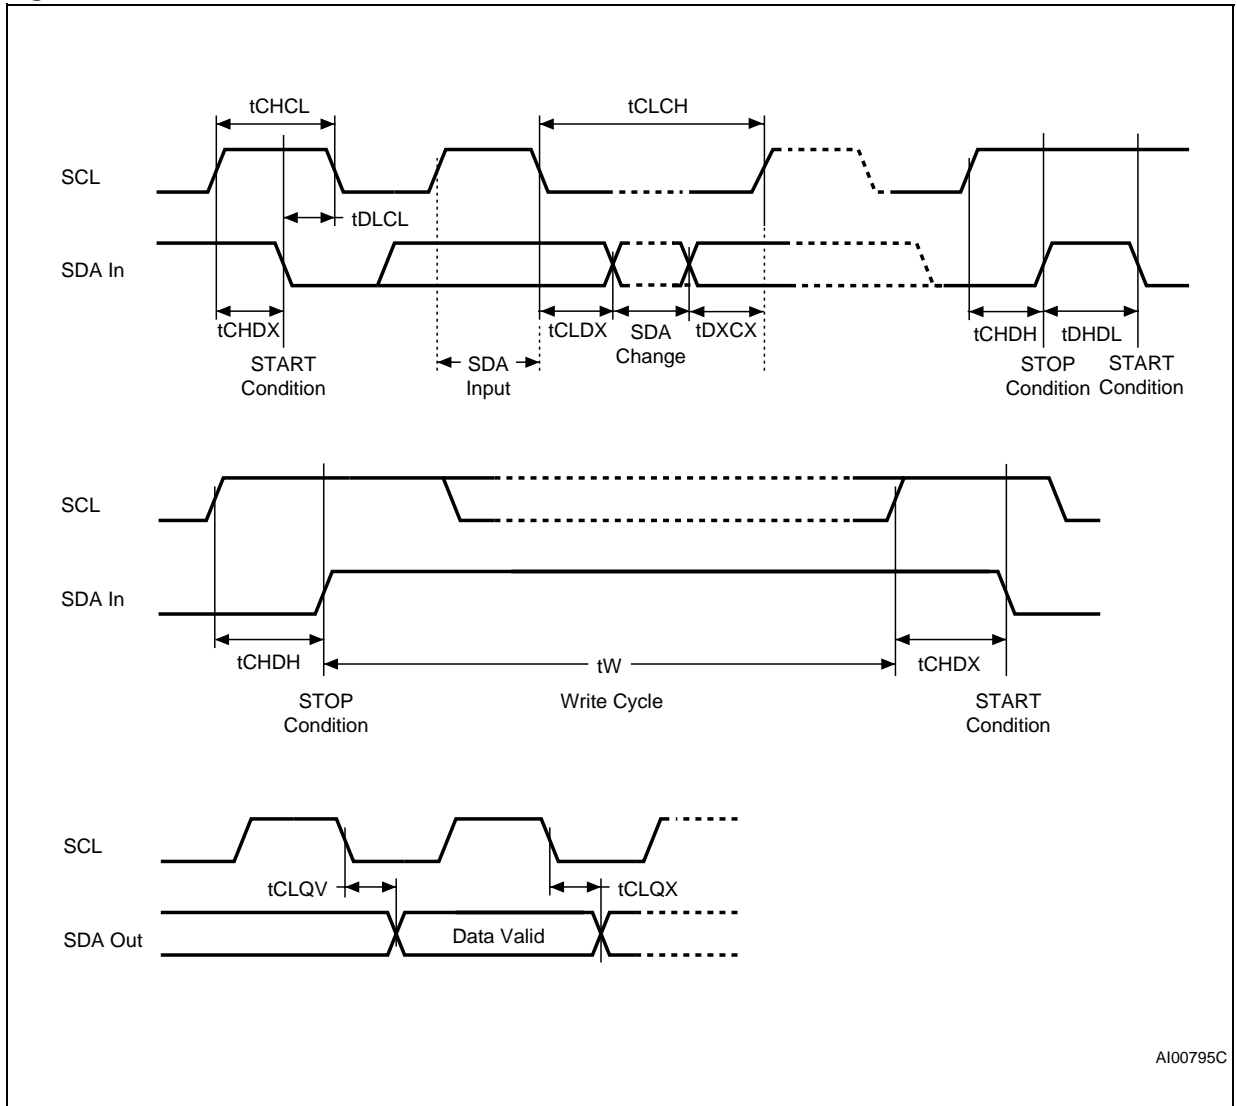 tCHCL
tCLCH
SCL
tDLCL
SDA In
tCHDX
tCLDX
SDA
Change
tDXCX
tCHDH
tDHDL
START
Condition
SDA
Input
STOP
Condition
START
Condition
SCL
SDA In
tCHDH
tW
tCHDX
STOP
Condition
Write Cycle
START
Condition
SCL
tCLQV
tCLQX
SDA Out
Data Valid
AI00795C